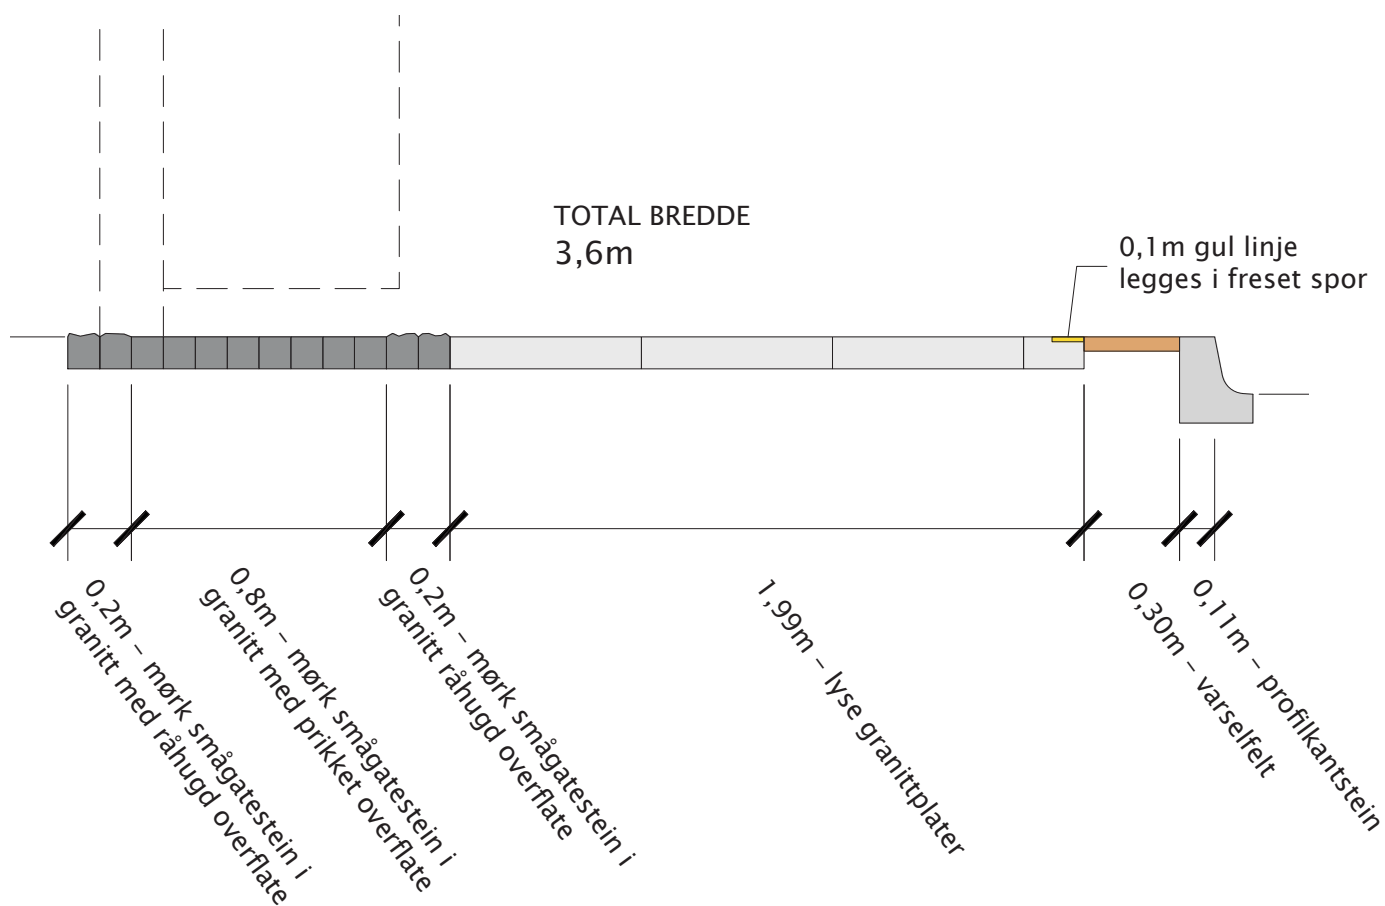 TOTAL BREDDE
3,6m
0,1m gul linje
legges i freset spor
0,2m – mørk smågatestein i
granitt med råhugd overflate
0,8m – mørk smågatestein i
granitt med prikket overflate
0,2m – mørk smågatestein i
granitt råhugd overflate
1,99m – lyse granittplater
0,30m – varselfelt
0,11m – profilkantstein